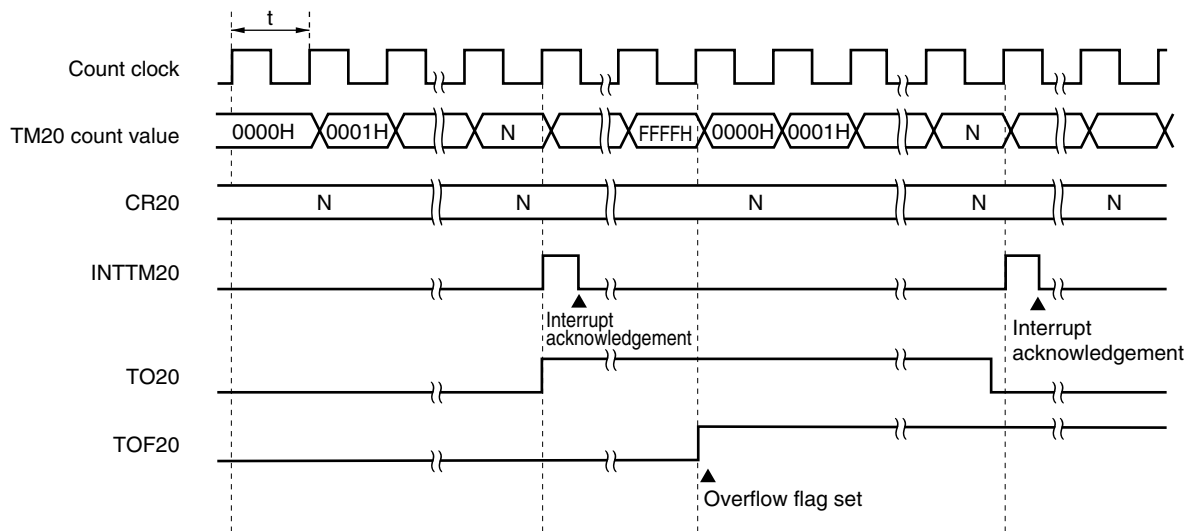 t
Count clock
TM20 count value 0000H 0001H N FFFFH 0000H 0001H N
CR20 N N N N N
INTTM20
Interrupt
acknowledgement
Interrupt
acknowledgement
TO20
TOF20
Overflow flag set